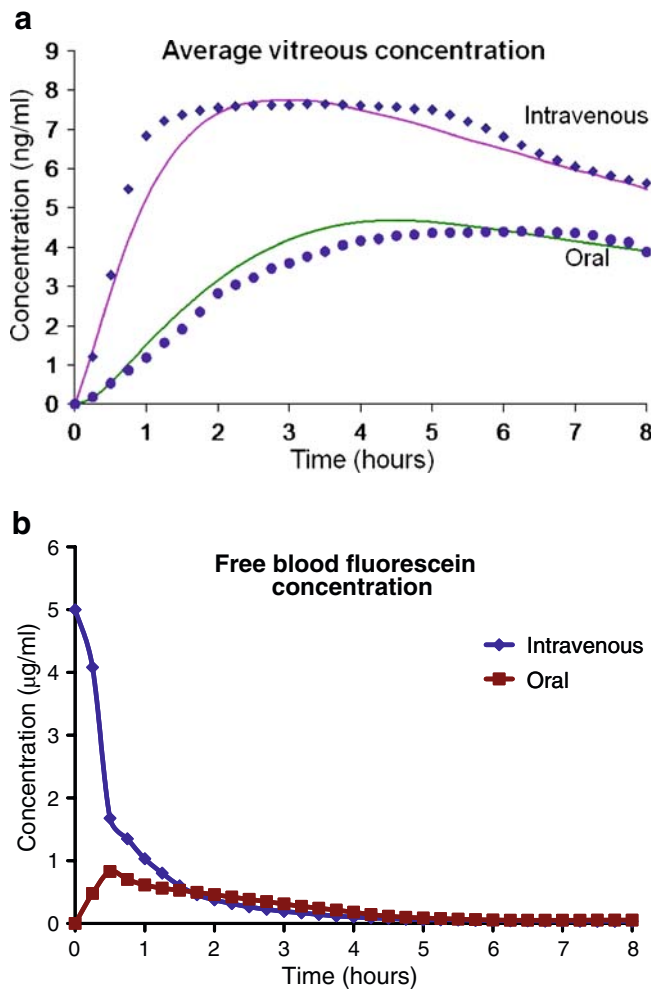 a
Average vitreous concentration
Concentration (ng/ml)
9
8
7
6
5
4
3
2
1
0
Intravenous
Oral
0 1 2 3 4 5 6 7 8
Time (hours)
b
Free blood fluorescein
concentration
Concentration (µg/ml)
6
5
4
3
2
1
0
Intravenous
Oral
0 1 2 3 4 5 6 7 8
Time (hours)